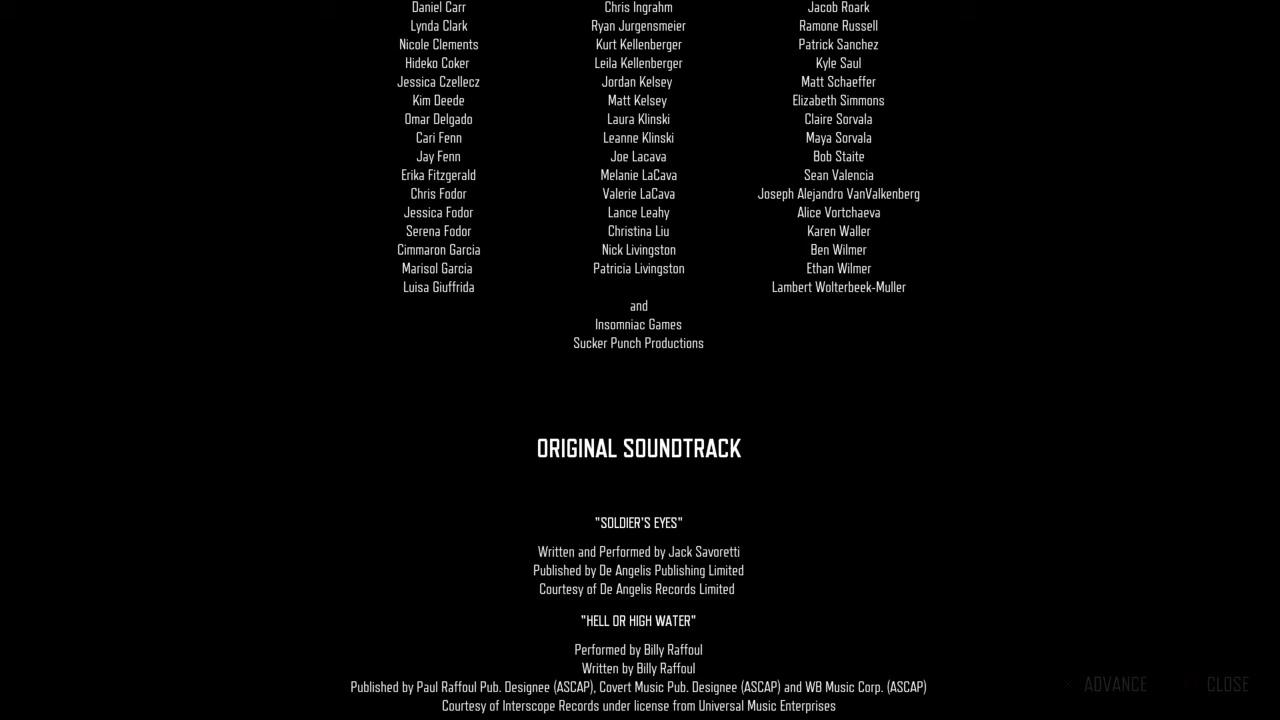 Daniel Carr Chris Ingrahm Jacob Roark
Lynda Clark Ryan Jurgensmeier Ramone Russell
Nicole Clements Kurt Kellenberger Patrick Sanchez
Hideko Coker Leila Kellenberger Kyle Saul
Jessica Czellecz Jordan Kelsey Matt Schaeffer
Kim Deede Matt Kelsey Elizabeth Simmons
Omar Delgado Laura Klinski Claire Sorvala
Cari Fenn Leanne Klinski Maya Sorvala
Jay Fenn Joe Lacava Bob Staite
Erika Fitzgerald Melanie LaCava Sean Valencia
Chris Fodor Valerie LaCava Joseph Alejandro VanValkenberg
Jessica Fodor Lance Leahy Alice Vortchaeva
Serena Fodor Christina Liu Karen Waller
Cimmaron Garcia Nick Livingston Ben Wilmer
Marisol Garcia Patricia Livingston Ethan Wilmer
Luisa Giuffrida Lambert Wolterbeek-Muller
and
Insomniac Games
Sucker Punch Productions
ORIGINAL SOUNDTRACK
"SOLDIER'S EYES"
Written and Performed by Jack Savoretti
Published by De Angelis Publishing Limited
Courtesy of De Angelis Records Limited
"HELL OR HIGH WATER"
Performed by Billy Raffoul
Written by Billy Raffoul
Published by Paul Raffoul Pub. Designee (ASCAP), Covert Music Pub. Designee (ASCAP) and WB Music Corp. (ASCAP)
Courtesy of Interscope Records under license from Universal Music Enterprises
ADVANCE CLOSE